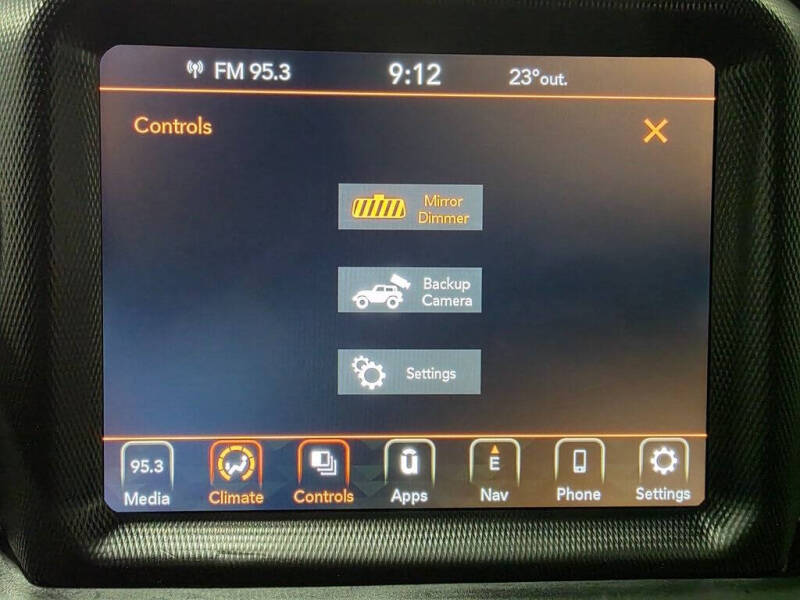 FM 95.3 9:12 23°out.
Controls
Mirror
Dimmer
Backup
Camera
Settings
95.3 E
Media Climate Controls Apps Nav Phone Settings